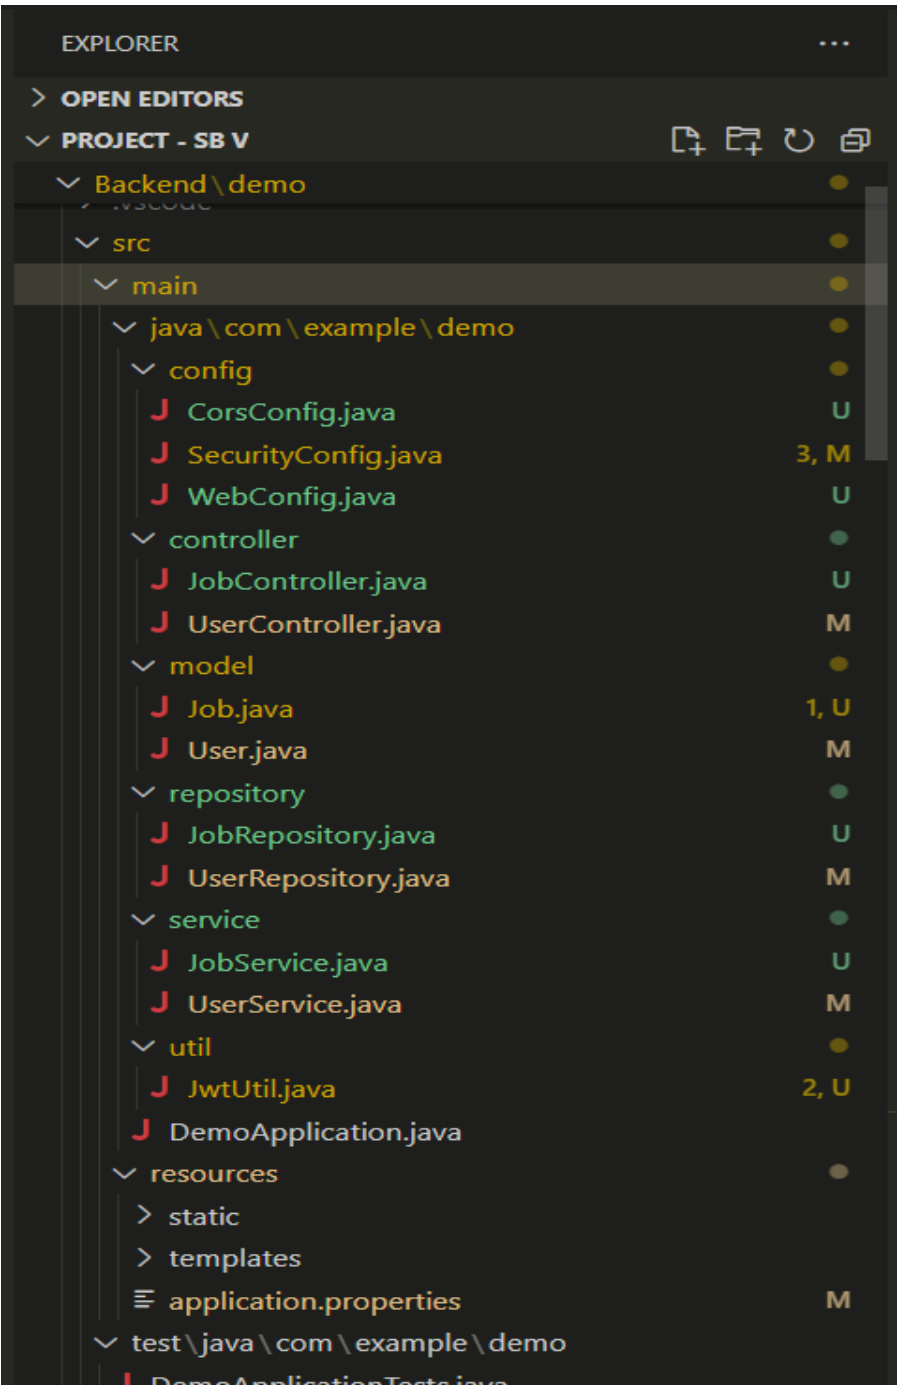 EXPLORER ...
OPEN EDITORS
PROJECT - SB V
Backend\demo
.vscode
src
main
java\com\example\demo
config
CorsConfig.java U
SecurityConfig.java 3, M
WebConfig.java U
controller
JobController.java U
UserController.java M
model
Job.java 1, U
User.java M
repository
JobRepository.java U
UserRepository.java M
service
JobService.java U
UserService.java M
util
JwtUtil.java 2, U
DemoApplication.java
resources
static
templates
application.properties M
test\java\com\example\demo
DemoApplicationTests.java